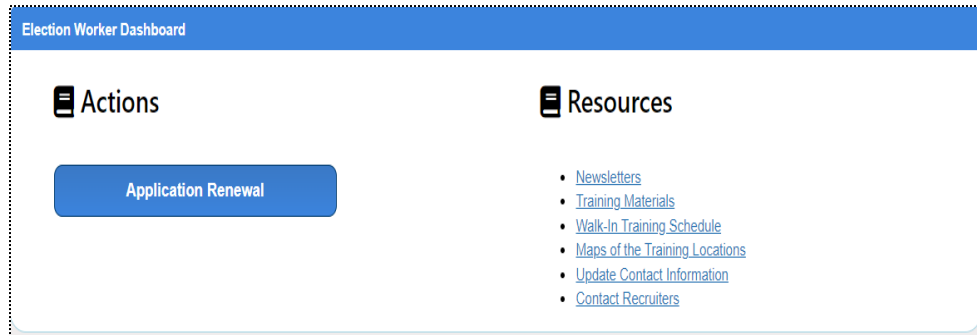 Election Worker Dashboard
Actions
Application Renewal
Resources
Newsletters
Training Materials
Walk-In Training Schedule
Maps of the Training Locations
Update Contact Information
Contact Recruiters